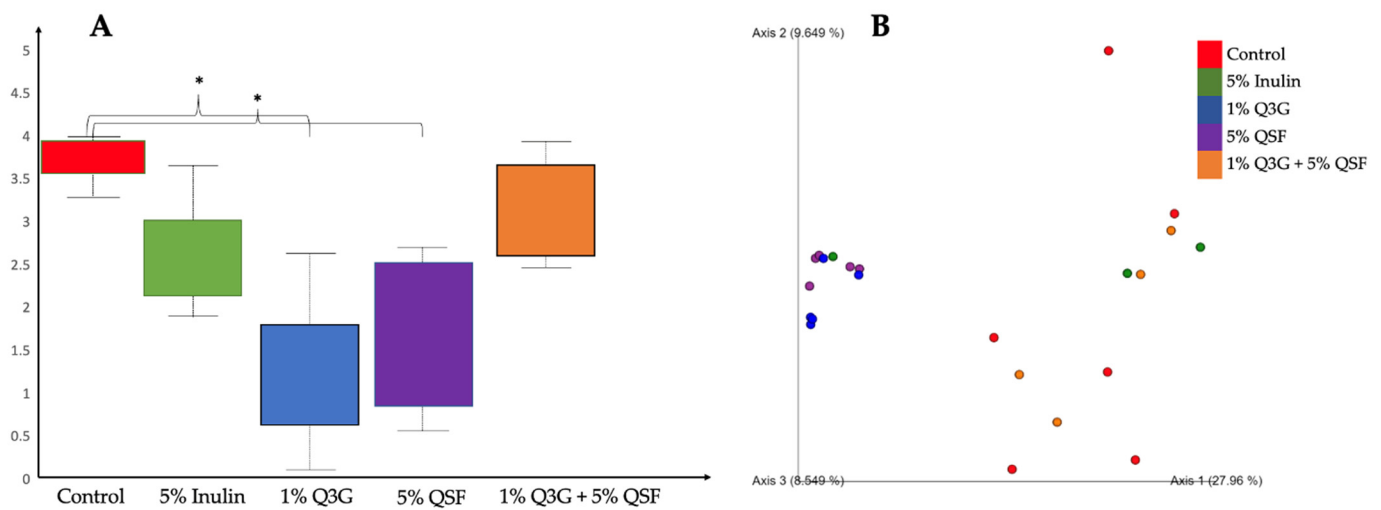 A
5
4.5
4
3.5
3
2.5
2
1.5
1
0.5
0
*
*
Control
5% Inulin
1% Q3G
5% QSF
1% Q3G + 5% QSF
B
Axis 2 (9.649 %)
Control
5% Inulin
1% Q3G
5% QSF
1% Q3G + 5% QSF
Axis 3 (8.549 %)
Axis 1 (27.96 %)